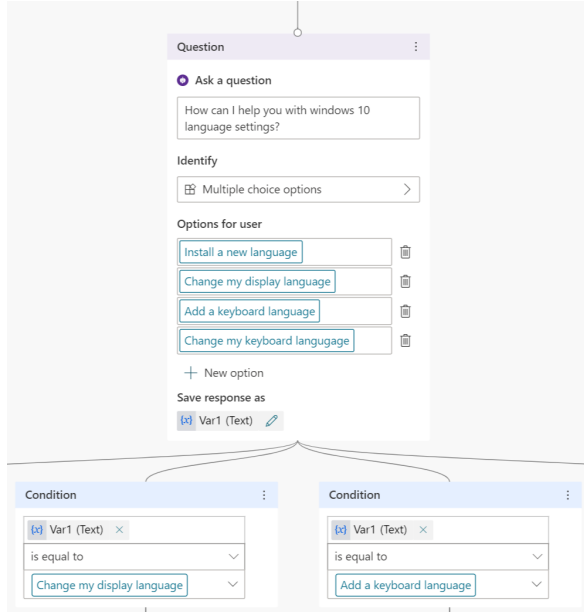 Question
Ask a question
How can I help you with windows 10
language settings?
Identify
Multiple choice options
Options for user
Install a new language
Change my display language
Add a keyboard language
Change my keyboard langugage
New option
Save response as
{x} Var1 (Text)
Condition
{x} Var1 (Text) ×
is equal to
Change my display language
Condition
{x} Var1 (Text) ×
is equal to
Add a keyboard language